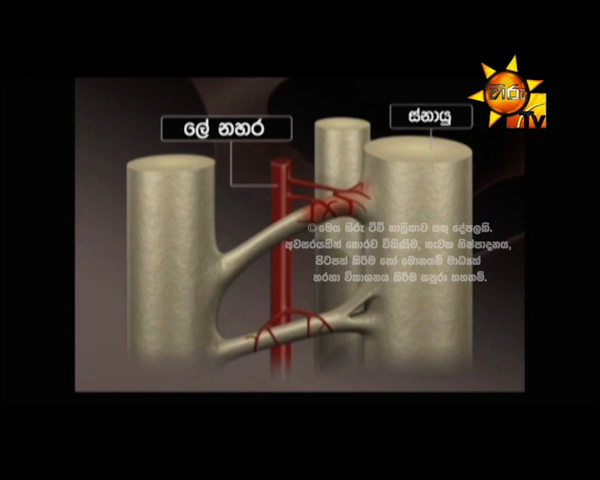 හිරු
TV
ලේ නහර
ස්නායු
© මෙය හිරු ටීවී නාලිකාව සතු දේපලකි.
අවසරයකින් තොරව විකිණීම, නැවත නිෂ්පාදනය,
පිටපත් කිරීම හෝ මොනයම් මාධ්‍යක්
හරහා විකාශනය කිරීම සපුරා තහනම්.